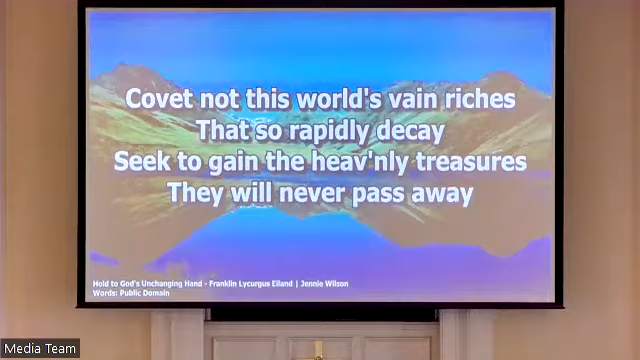 Covet not this world's vain riches
That so rapidly decay
Seek to gain the heav'nly treasures
They will never pass away
Hold to God's Unchanging Hand - Franklin Lycurgus Eiland | Jennie Wilson
Words: Public Domain
Media Team